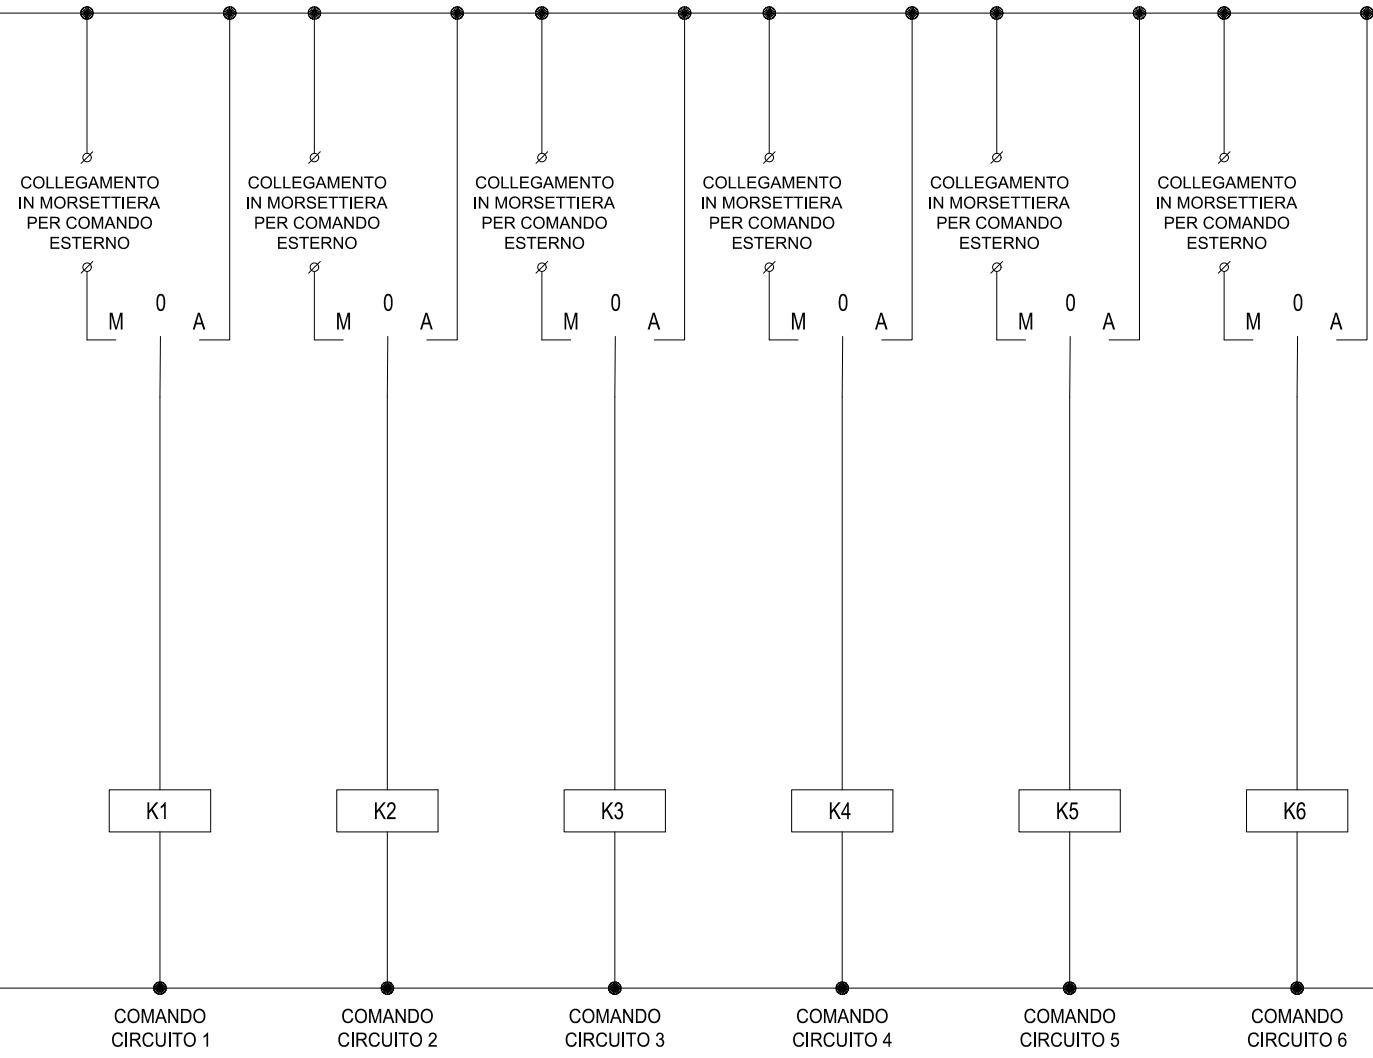 COLLEGAMENTO
IN MORSETTIERA
PER COMANDO
ESTERNO
COLLEGAMENTO
IN MORSETTIERA
PER COMANDO
ESTERNO
COLLEGAMENTO
IN MORSETTIERA
PER COMANDO
ESTERNO
COLLEGAMENTO
IN MORSETTIERA
PER COMANDO
ESTERNO
COLLEGAMENTO
IN MORSETTIERA
PER COMANDO
ESTERNO
COLLEGAMENTO
IN MORSETTIERA
PER COMANDO
ESTERNO
M 0 A
M 0 A
M 0 A
M 0 A
M 0 A
M 0 A
K1
K2
K3
K4
K5
K6
COMANDO
CIRCUITO 1
COMANDO
CIRCUITO 2
COMANDO
CIRCUITO 3
COMANDO
CIRCUITO 4
COMANDO
CIRCUITO 5
COMANDO
CIRCUITO 6